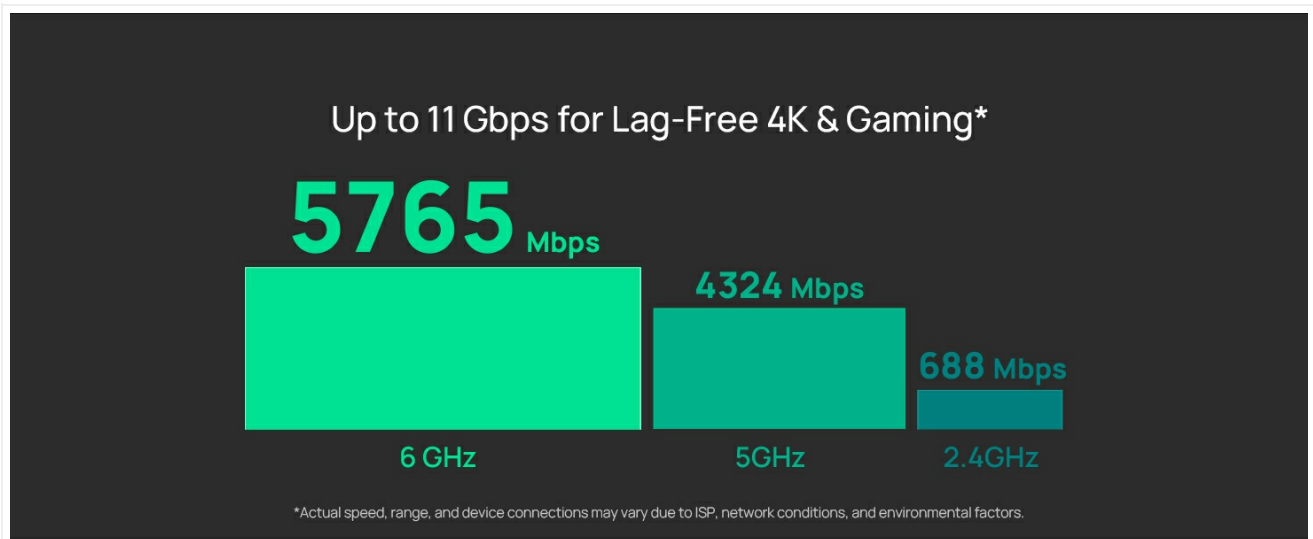 Up to 11 Gbps for Lag-Free 4K & Gaming*
5765 Mbps
4324 Mbps
688 Mbps
6 GHz
5GHz
2.4GHz
*Actual speed, range, and device connections may vary due to ISP, network conditions, and environmental factors.